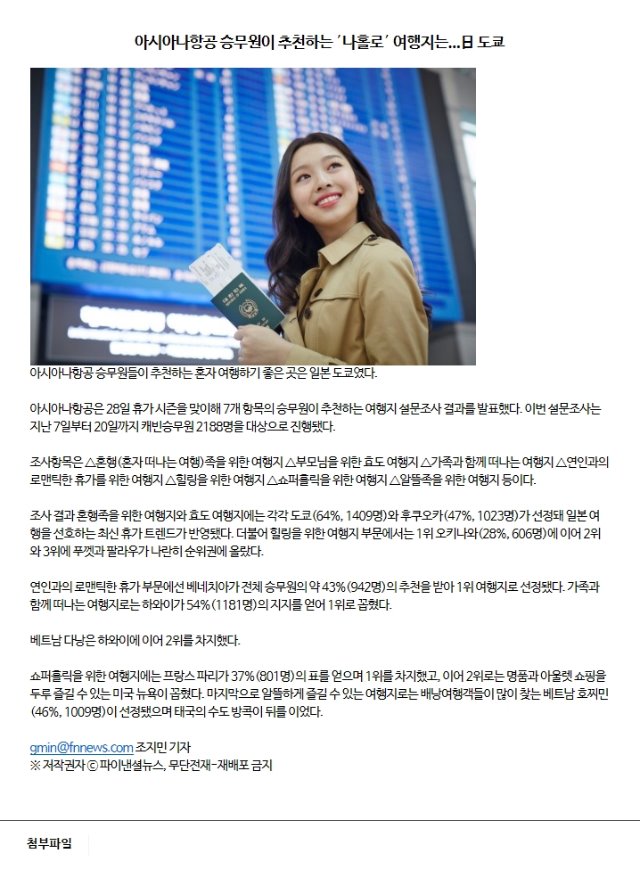 아시아나항공 승무원이 추천하는 '나홀로' 여행지는...日 도쿄
대한민국
아시아나항공 승무원들이 추천하는 혼자 여행하기 좋은 곳은 일본 도쿄였다.
아시아나항공은 28일 휴가 시즌을 맞이해 7개 항목의 승무원이 추천하는 여행지 설문조사 결과를 발표했다. 이번 설문조사는
지난 7일부터 20일까지 캐빈승무원 2188명을 대상으로 진행됐다.
조사항목은 △혼행(혼자 떠나는 여행)족을 위한 여행지 △부모님을 위한 효도 여행지 △가족과 함께 떠나는 여행지 △연인과의
로맨틱한 휴가를 위한 여행지 △힐링을 위한 여행지 △쇼퍼홀릭을 위한 여행지 △알뜰족을 위한 여행지 등이다.
조사 결과 혼행족을 위한 여행지와 효도 여행지에는 각각 도쿄(64%, 1409명)와 후쿠오카(47%, 1023명)가 선정돼 일본 여
행을 선호하는 최신 휴가 트렌드가 반영됐다. 더불어 힐링을 위한 여행지 부문에서는 1위 오키나와(28%, 606명)에 이어 2위
와 3위에 푸껫과 팔라우가 나란히 순위권에 올랐다.
연인과의 로맨틱한 휴가 부문에선 베네치아가 전체 승무원의 약 43%(942명)의 추천을 받아 1위 여행지로 선정됐다. 가족과
함께 떠나는 여행지로는 하와이가 54%(1181명)의 지지를 얻어 1위로 꼽혔다.
베트남 다낭은 하와이에 이어 2위를 차지했다.
쇼퍼홀릭을 위한 여행지에는 프랑스 파리가 37%(801명)의 표를 얻으며 1위를 차지했고, 이어 2위로는 명품과 아울렛 쇼핑을
두루 즐길 수 있는 미국 뉴욕이 꼽혔다. 마지막으로 알뜰하게 즐길 수 있는 여행지로는 배낭여행객들이 많이 찾는 베트남 호찌민
(46%, 1009명)이 선정됐으며 태국의 수도 방콕이 뒤를 이었다.
gmin@fnnews.com 조지민 기자
※ 저작권자 ⓒ 파이낸셜뉴스, 무단전재-재배포 금지
첨부파일